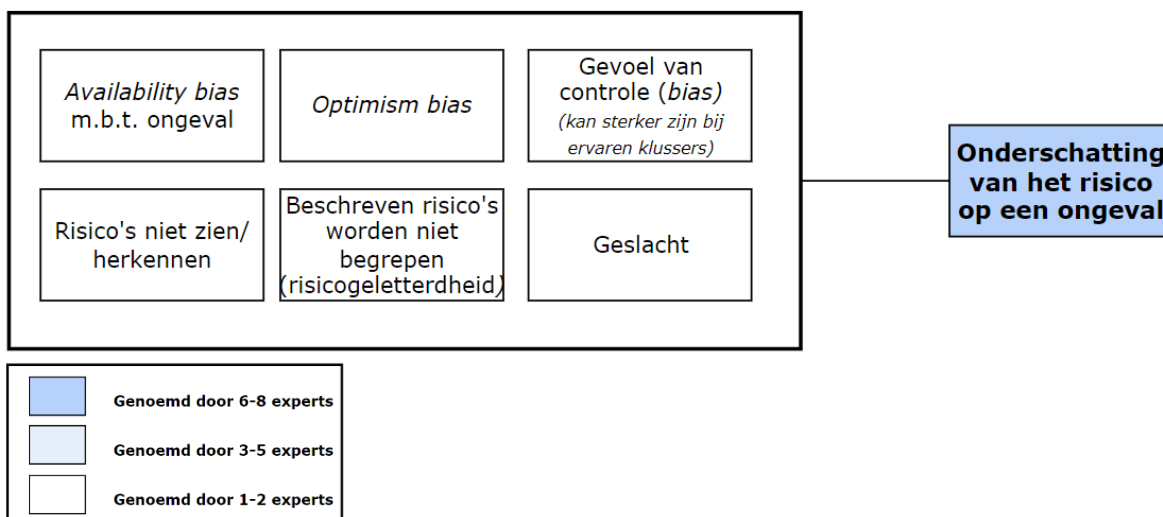 Availability bias
m.b.t. ongeval
Optimism bias
Gevoel van
controle (bias)
(kan sterker zijn bij
ervaren klussers)
Onderschatting
van het risico
op een ongeval
Risico's niet zien/
herkennen
Beschreven risico's
worden niet
begrepen
(risicogeletterdheid)
Geslacht
Genoemd door 6-8 experts
Genoemd door 3-5 experts
Genoemd door 1-2 experts